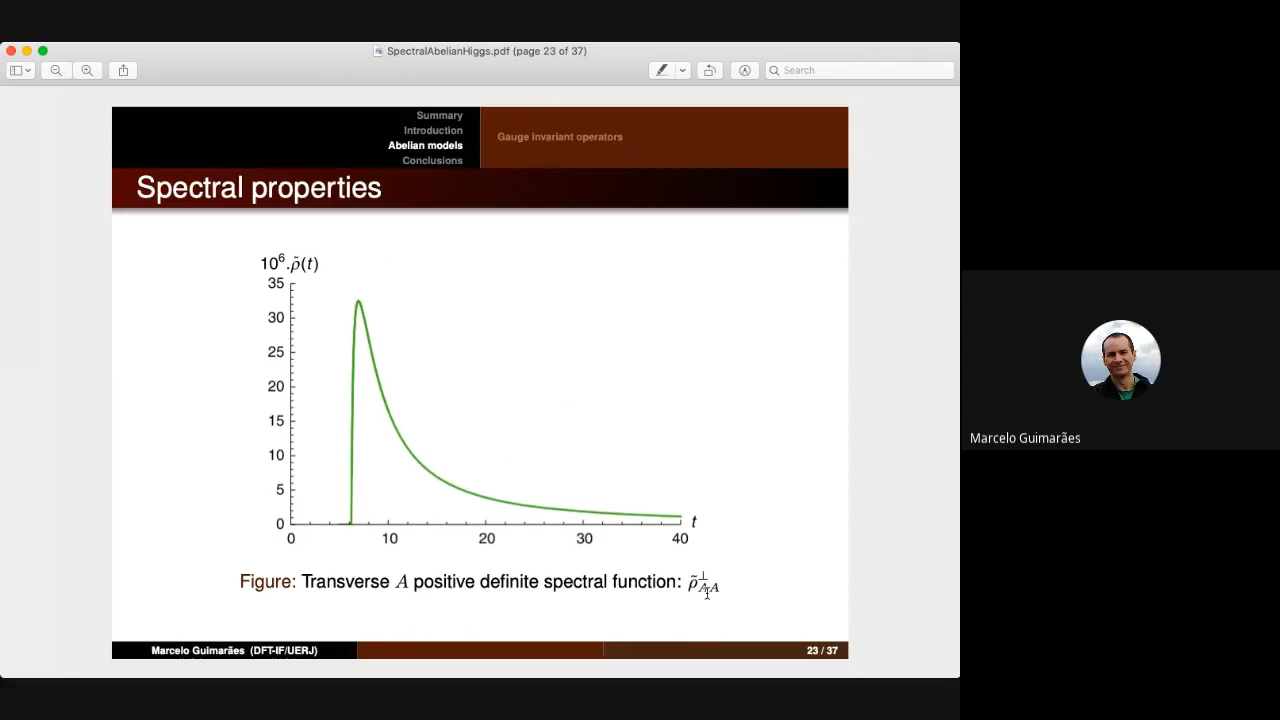 SpectralAbelianHiggs.pdf (page 23 of 37)
Search
Summary
Introduction
Abelian models
Conclusions
Gauge invariant operators
Spectral properties
10⁶.ρ̃(t)
35
30
25
20
15
10
5
0
0 10 20 30 40
t
Figure: Transverse A positive definite spectral function: ρ̃⊥AA
Marcelo Guimarães (DFT-IF/UERJ)
23 / 37
Marcelo Guimarães